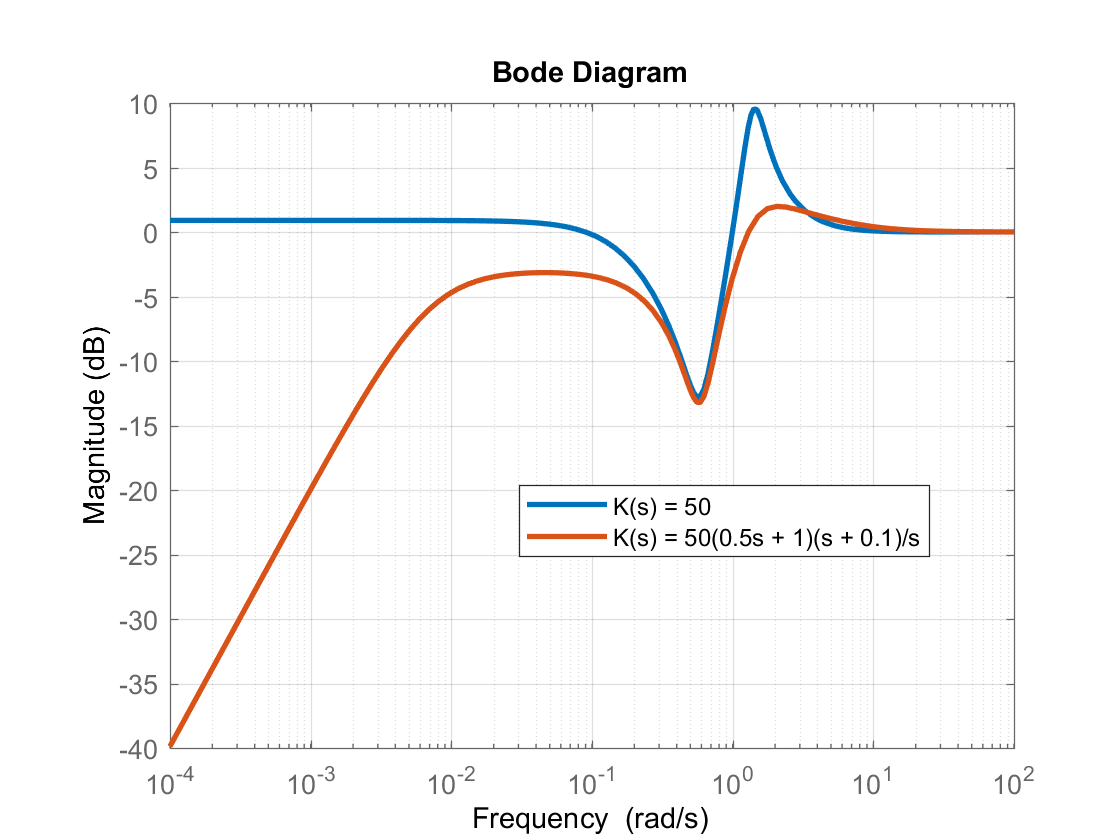 Bode Diagram
10
5
0
-5
-10
-15
-20
-25
-30
-35
-40
Magnitude (dB)
K(s) = 50
K(s) = 50(0.5s + 1)(s + 0.1)/s
10^-4 10^-3 10^-2 10^-1 10^0 10^1 10^2
Frequency (rad/s)